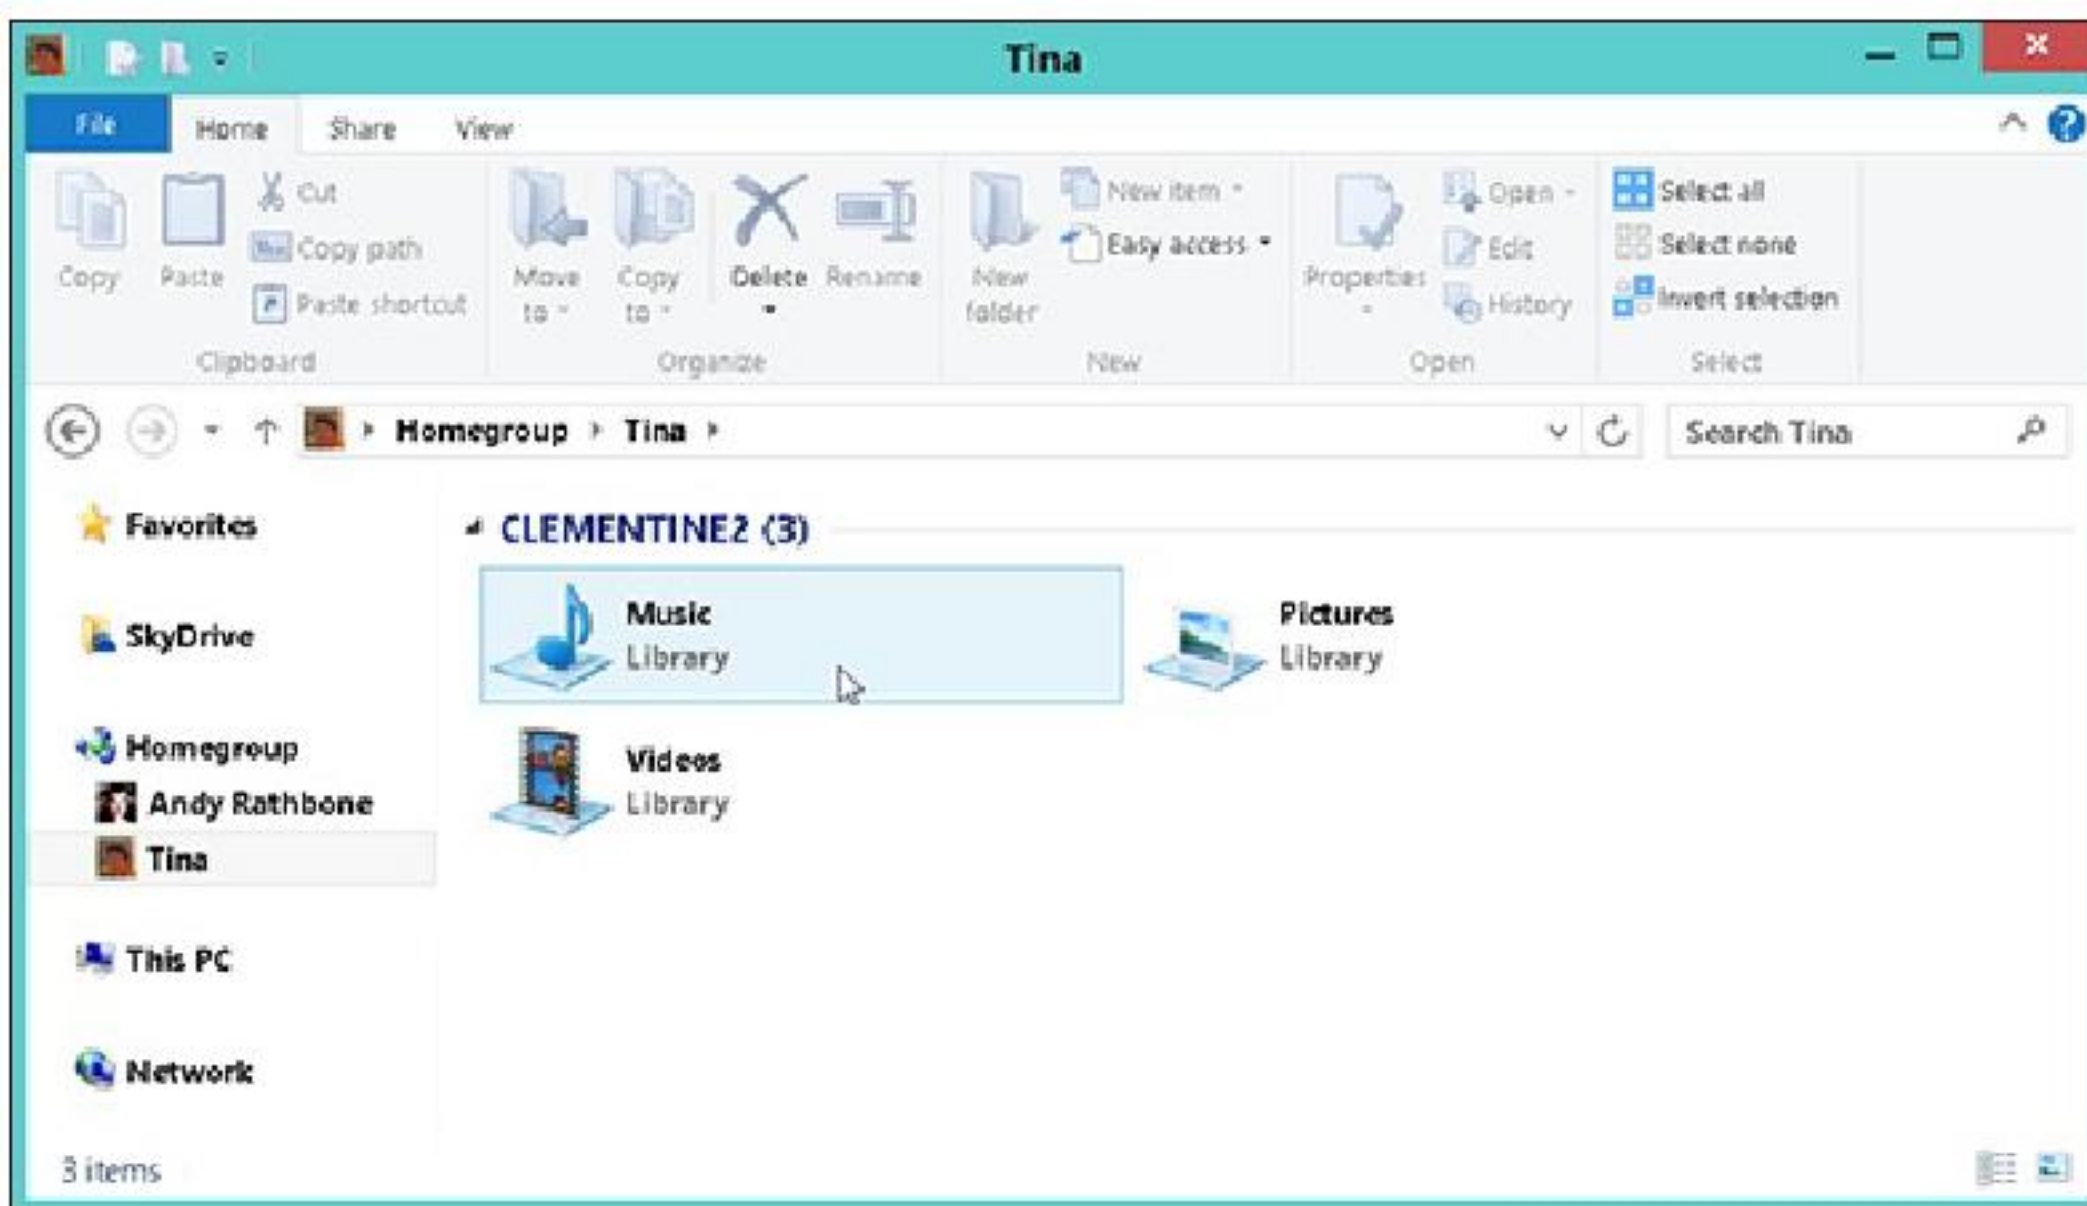 Tina
File Home Share View
Copy
Paste
Cut
Copy path
Paste shortcut
Clipboard
Move to
Copy to
Delete
Rename
Organize
New folder
New item
Easy access
New
Properties
Open
Edit
History
Open
Select all
Select none
Invert selection
Select
Homegroup Tina
Search Tina
Favorites
SkyDrive
Homegroup
Andy Rathbone
Tina
This PC
Network
CLEMENTINE2 (3)
Music
Library
Pictures
Library
Videos
Library
3 items